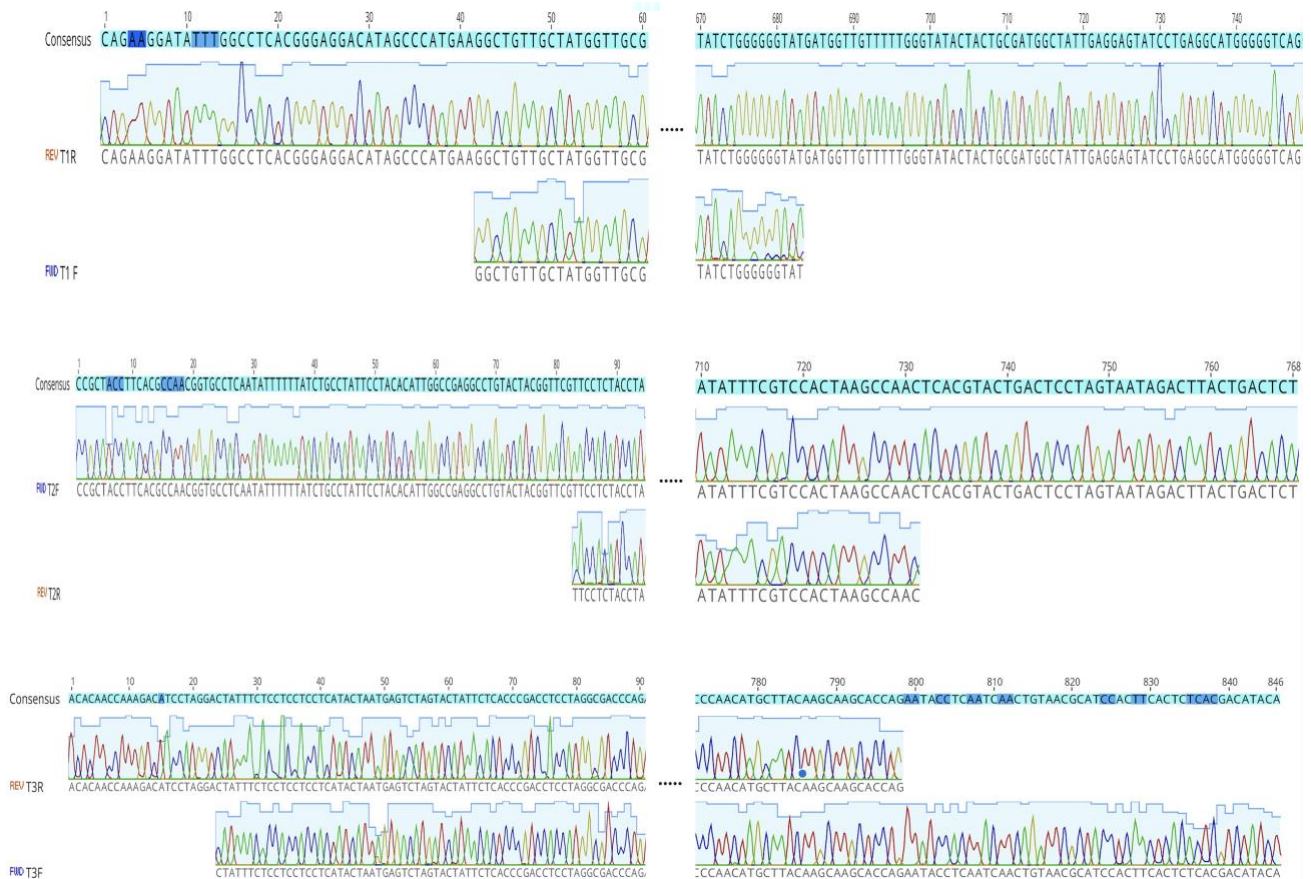 1 10 20 30 40 50 60 670 680 690 700 710 720 730 740
Consensus CAGAAGGATATTTGGCCTCACGGGAGGACATAGCCCATGAAGGCTGTTGCTATGGTTGCG TATCTGGGGGGTATGATGGTTGTTTTTGGGTATACTACTGCGATGGCTATTGAGGAGTATCCTGAGGCATGGGGGTCAG
.....
REV T1R CAGAAGGATATTTGGCCTCACGGGAGGACATAGCCCATGAAGGCTGTTGCTATGGTTGCG TATCTGGGGGGTATGATGGTTGTTTTTGGGTATACTACTGCGATGGCTATTGAGGAGTATCCTGAGGCATGGGGGTCAG
FWD T1 F GGCTGTTGCTATGGTTGCG TATCTGGGGGGTAT
1 10 20 30 40 50 60 70 80 90 710 720 730 740 750 760 768
Consensus CCGCTACCTTCACGCCAACGGTGCCTCAATATTTTTTATCTGCCTATTCCTACACATTGGCCGAGGCCTGTACTACGGTTCGTTCCTCTACCTA ATATTTCGTCCACTAAGCCAACTCACGTACTGACTCCTAGTAATAGACTTACTGACTCT
.....
FWD T2F CCGCTACCTTCACGCCAACGGTGCCTCAATATTTTTTATCTGCCTATTCCTACACATTGGCCGAGGCCTGTACTACGGTTCGTTCCTCTACCTA ATATTTCGTCCACTAAGCCAACTCACGTACTGACTCCTAGTAATAGACTTACTGACTCT
REV T2R TTCCTCTACCTA ATATTTCGTCCACTAAGCCAAC
1 10 20 30 40 50 60 70 80 90 780 790 800 810 820 830 840 846
Consensus ACACAACCAAAGACATCCTAGGACTATTTCTCCTCCTCCTCATACTAATGAGTCTAGTACTATTCTCACCCGACCTCCTAGGCGACCCAGA CCCAACATGCTTACAAGCAAGCACCAGAATACCTCAATCAACTGTAACGCATCCACTTCACTCTCACGACATACA
.....
REV T3R ACACAACCAAAGACATCCTAGGACTATTTCTCCTCCTCCTCATACTAATGAGTCTAGTACTATTCTCACCCGACCTCCTAGGCGACCCAGA CCCAACATGCTTACAAGCAAGCACCAG
FWD T3F CTATTTCTCCTCCTCCTCATACTAATGAGTCTAGTACTATTCTCACCCGACCTCCTAGGCGACCCAGA CCCAACATGCTTACAAGCAAGCACCAGAATACCTCAATCAACTGTAACGCATCCACTTCACTCTCACGACATACA